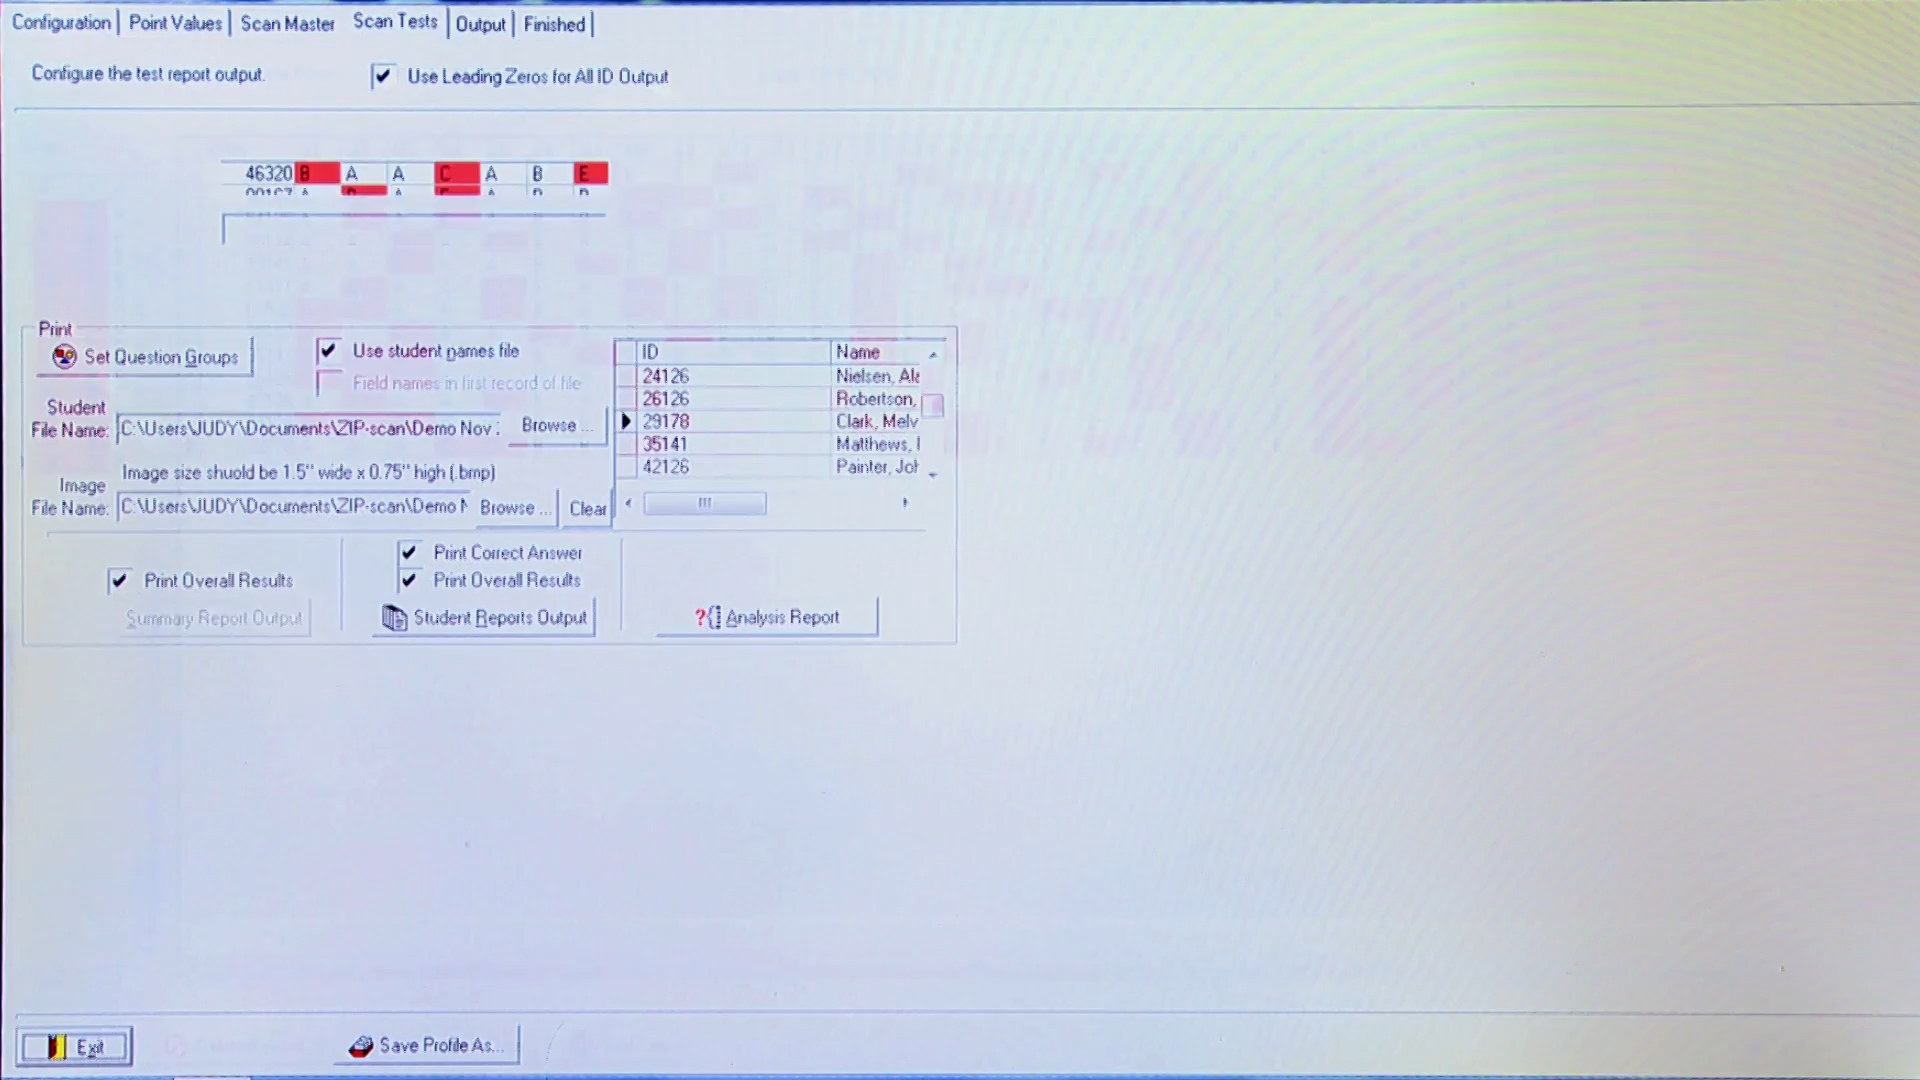 Configuration Point Values Scan Master Scan Tests Output Finished
Configure the test report output.
Use Leading Zeros for All ID Output
46320 B A A C A B E
Print
Set Question Groups
Use student names file
Field names in first record of file
Student
File Name: C:\Users\JUDY\Documents\ZIP-scan\Demo Nov
Browse ...
Image size shuold be 1.5" wide x 0.75" high (.bmp)
Image
File Name: C:\Users\JUDY\Documents\ZIP-scan\Demo
Browse ... Clear
ID Name
24126 Nielsen, Ale
26126 Robertson,
29178 Clark, Melv
35141 Matthews,
42126 Painter, Joh
Print Overall Results
Summary Report Output
Print Correct Answer
Print Overall Results
Student Reports Output
Analysis Report
Exit
Save Profile As...